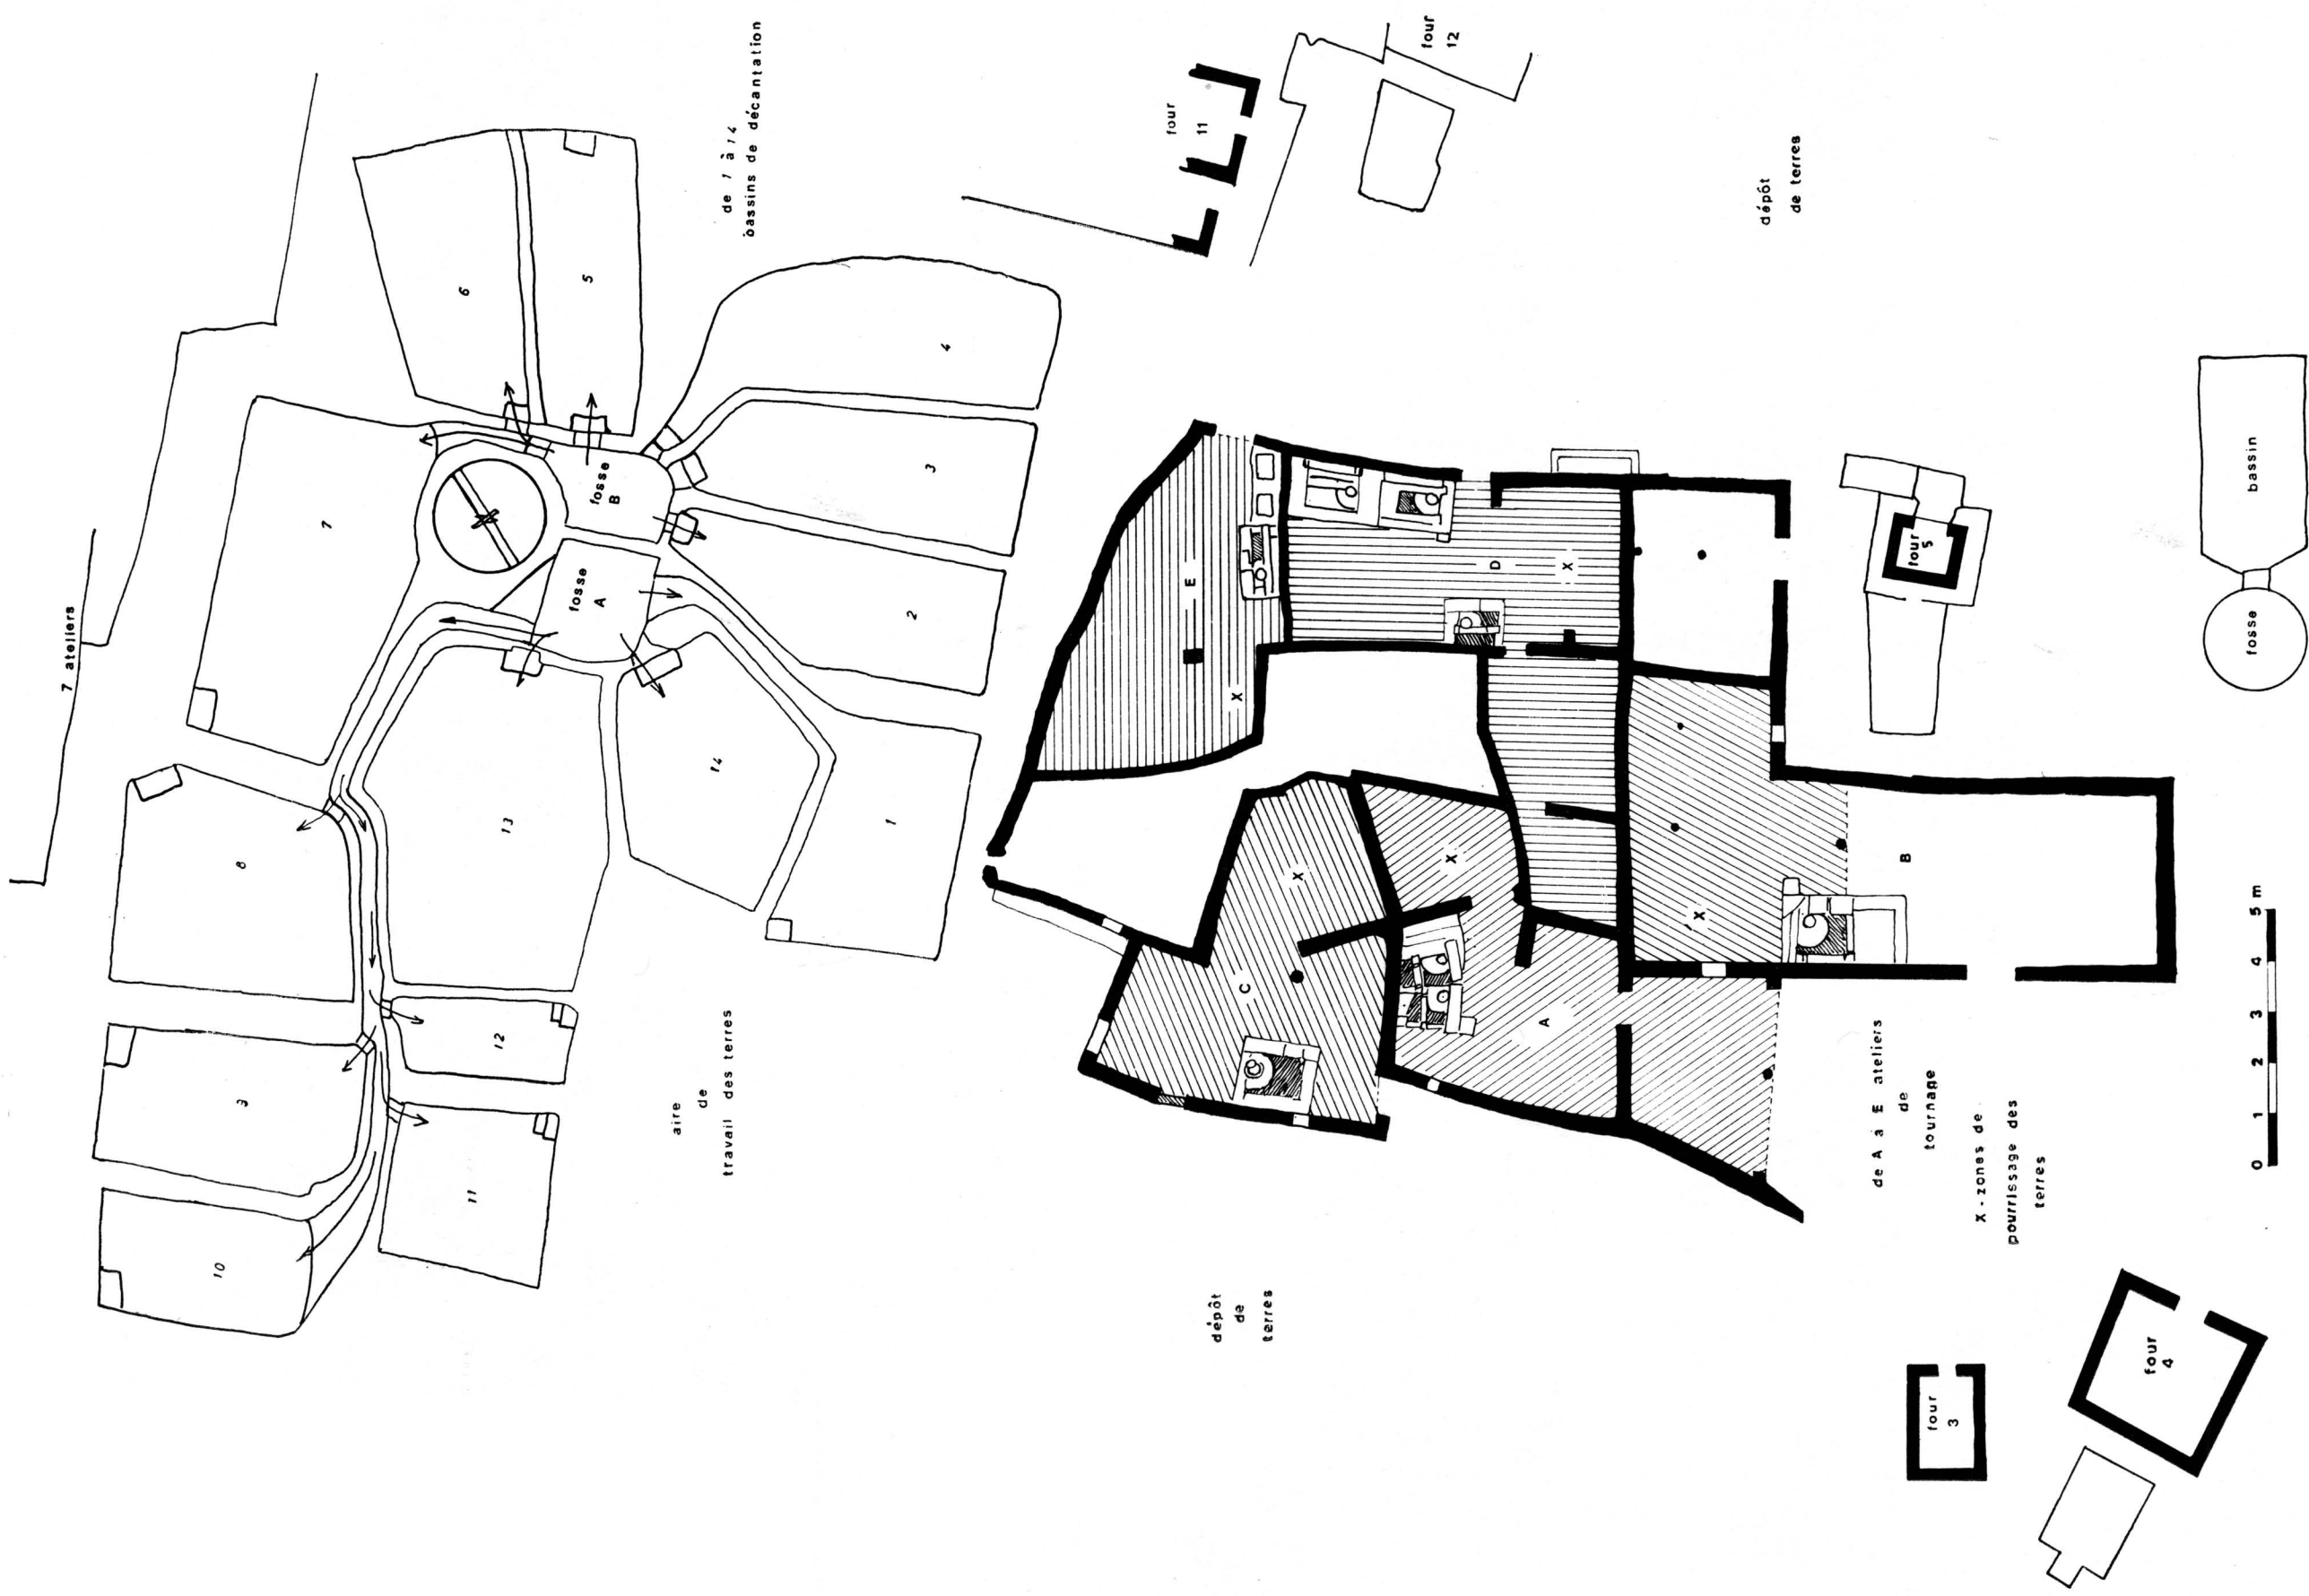 7 ateliers
de 1 à 14
bassins de décantation
6
5
7
4
3
2
fosse
B
fosse
A
8
13
14
1
3
12
10
11
aire
de
travail des terres
four
11
four
12
dépôt
de terres
E
X
D
X
X
X
C
A
X
B
four
5
bassin
fosse
de A à E ateliers
de
tournage
X - zones de
pourrissage des
terres
0 1 2 3 4 5 m
dépôt
de
terres
four
3
four
4